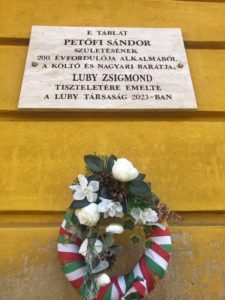 E TÁBLÁT
PETŐFI SÁNDOR
SZÜLETÉSÉNEK
200. ÉVFORDULÓJA ALKALMÁBÓL
A KÖLTŐ ÉS NAGYARI BARÁTJA,
LUBY ZSIGMOND
TISZTELETÉRE EMELTE
A LUBY TÁRSASÁG 2023-BAN